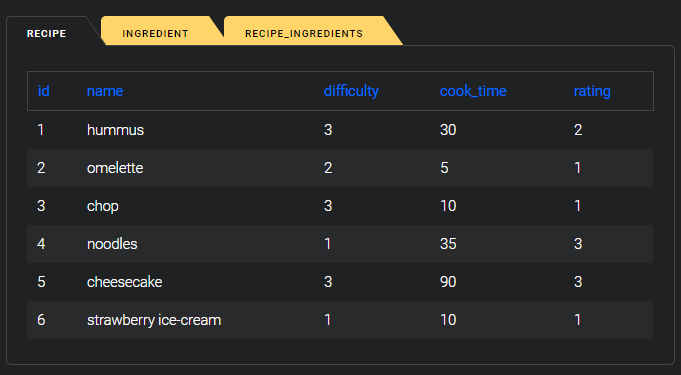 RECIPE INGREDIENT RECIPE_INGREDIENTS
id name difficulty cook_time rating
1 hummus 3 30 2
2 omelette 2 5 1
3 chop 3 10 1
4 noodles 1 35 3
5 cheesecake 3 90 3
6 strawberry ice-cream 1 10 1